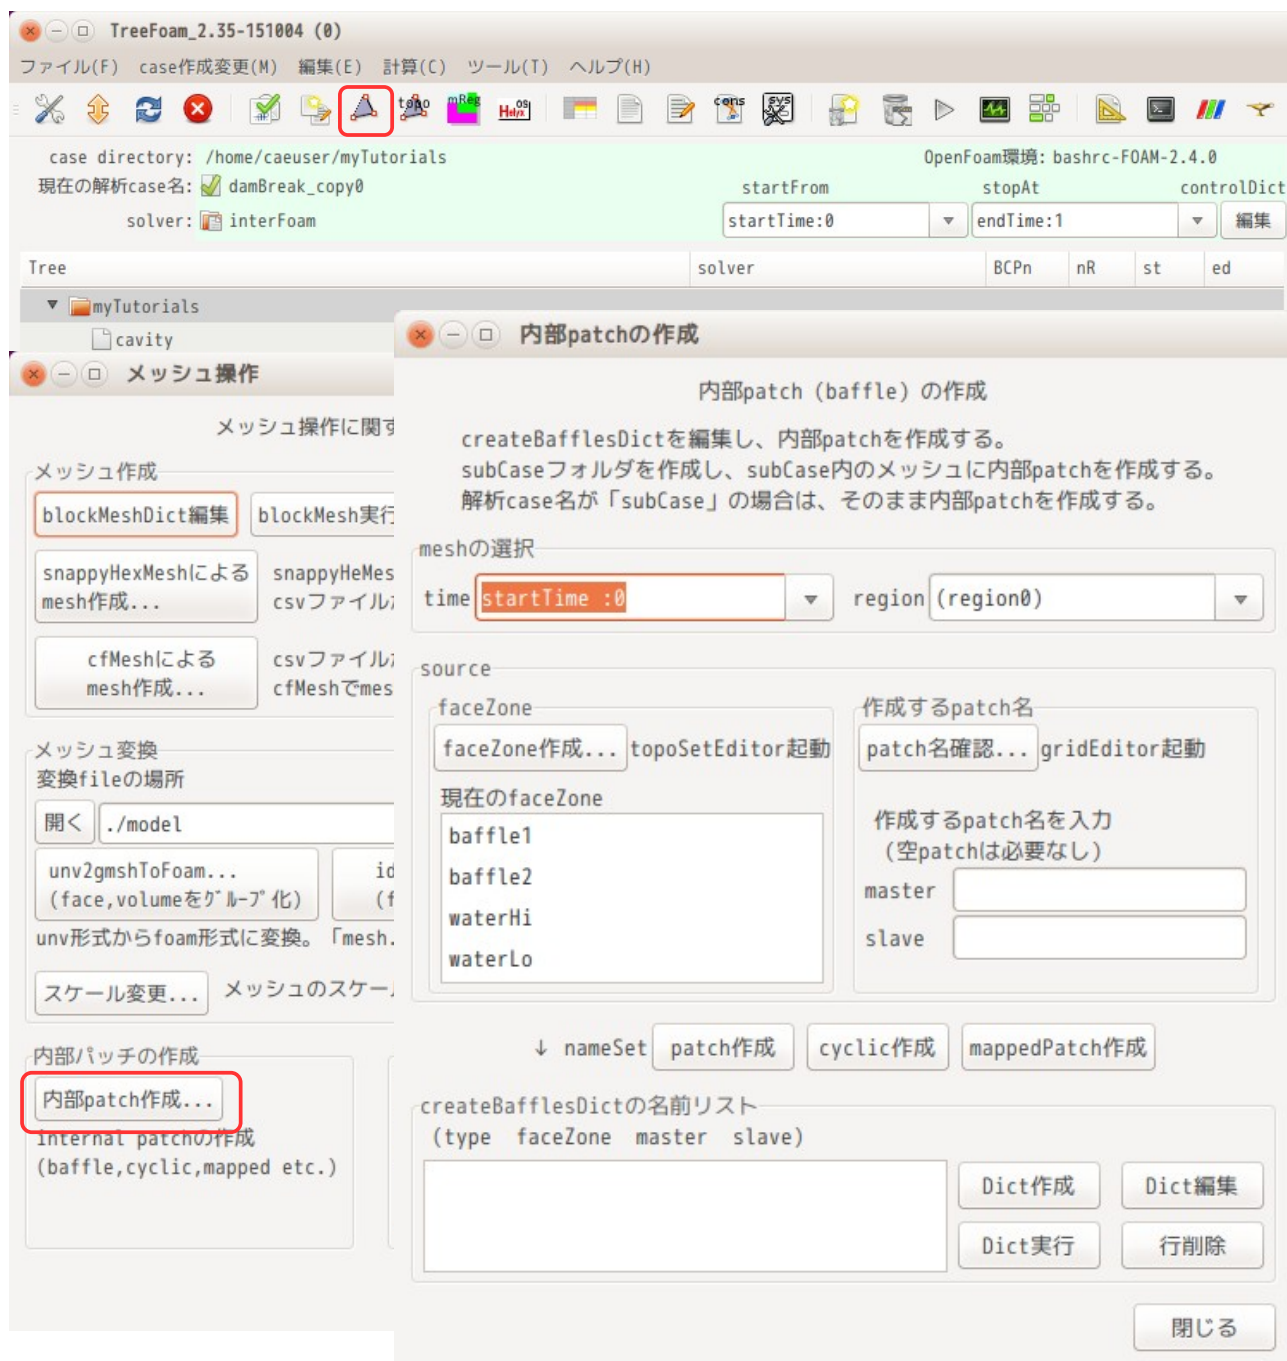 TreeFoam_2.35-151004 (0)
ファイル(F) case作成変更(M) 編集(E) 計算(C) ツール(T) ヘルプ(H)
topo mReg Helyx OS cons sys
case directory: /home/caeuser/myTutorials OpenFoam環境: bashrc-FOAM-2.4.0
現在の解析case名: damBreak_copy0 startFrom stopAt controlDict
solver: interFoam startTime:0 endTime:1 編集
Tree solver BCPn nR st ed
myTutorials
cavity
メッシュ操作
メッシュ操作に関す
メッシュ作成
blockMeshDict編集 blockMesh実行
snappyHexMeshによる
mesh作成...
snappyHeMes
csvファイル
cfMeshによる
mesh作成...
csvファイル
cfMeshでmes
メッシュ変換
変換fileの場所
開く ./model
unv2gmshToFoam...
(face,volumeをｸﾞﾙｰﾌﾟ化)
id
(f
unv形式からfoam形式に変換。「mesh.
スケール変更... メッシュのスケー
内部パッチの作成
内部patch作成...
internal patchの作成
(baffle,cyclic,mapped etc.)
内部patchの作成
内部patch (baffle) の作成
createBafflesDictを編集し、内部patchを作成する。
subCaseフォルダを作成し、subCase内のメッシュに内部patchを作成する。
解析case名が「subCase」の場合は、そのまま内部patchを作成する。
meshの選択
time startTime :0 region (region0)
source
faceZone
faceZone作成... topoSetEditor起動
現在のfaceZone
baffle1
baffle2
waterHi
waterLo
作成するpatch名
patch名確認... gridEditor起動
作成するpatch名を入力
(空patchは必要なし)
master
slave
↓ nameSet patch作成 cyclic作成 mappedPatch作成
createBafflesDictの名前リスト
(type faceZone master slave)
Dict作成 Dict編集
Dict実行 行削除
閉じる